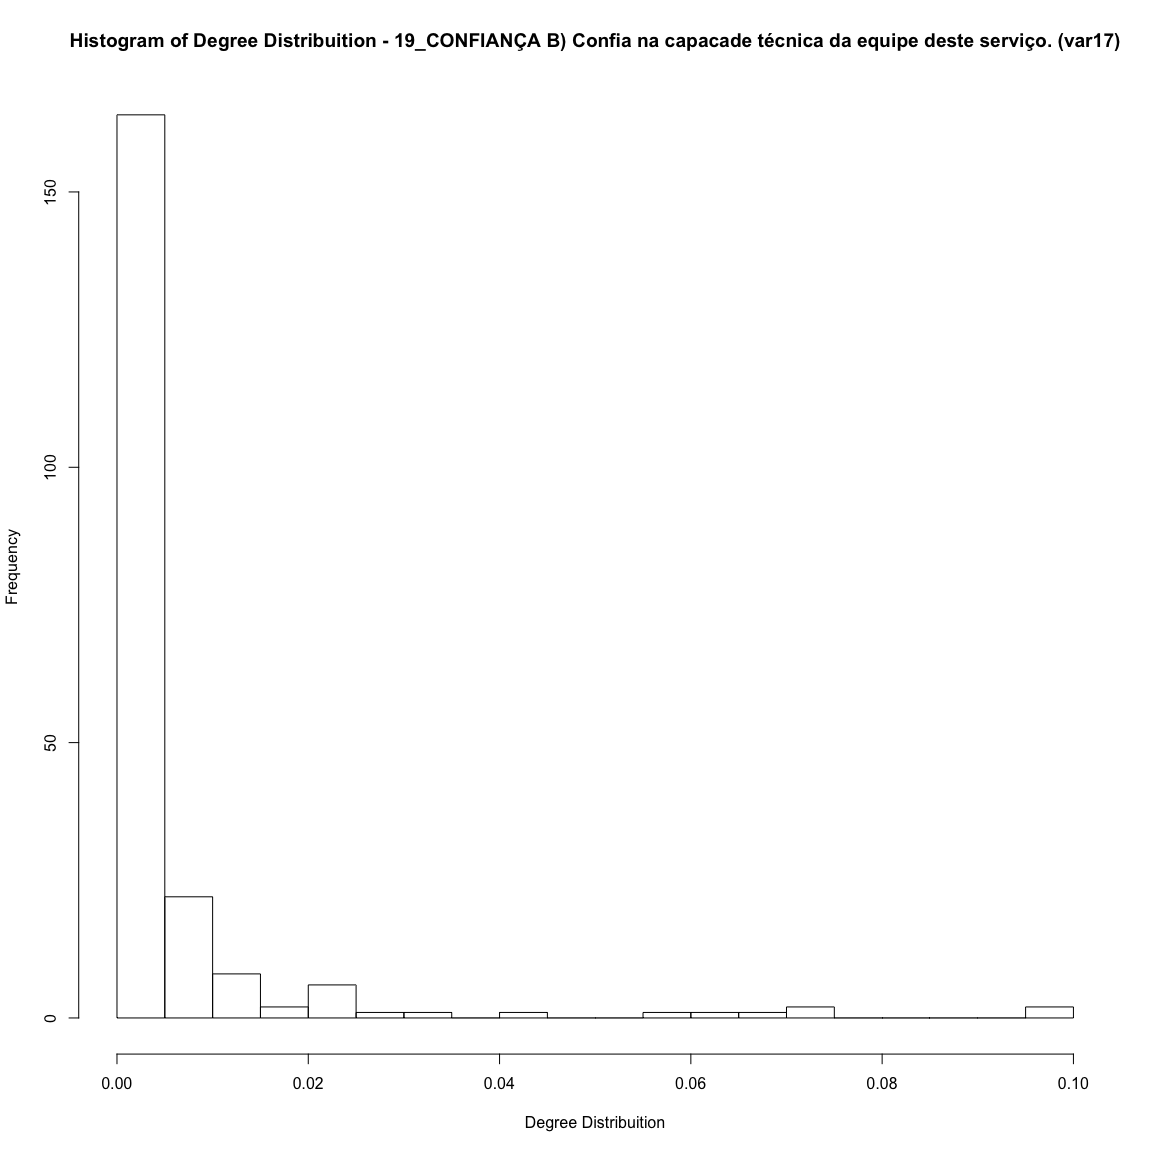 Histogram of Degree Distribuition - 19_CONFIANÇA B) Confia na capacade técnica da equipe deste serviço. (var17)
150
100
50
0
Frequency
0.00 0.02 0.04 0.06 0.08 0.10
Degree Distribuition